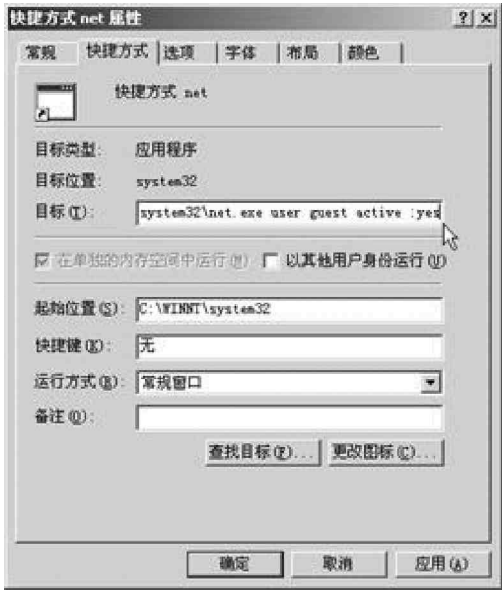 快捷方式 net 属性
常规 快捷方式 选项 字体 布局 颜色
快捷方式 net
目标类型: 应用程序
目标位置: system32
目标(T): system32\net.exe user guest active :yes
在单独的内存空间中运行(M) 以其他用户身份运行(U)
起始位置(S): C:\WINNT\system32
快捷键(K): 无
运行方式(R): 常规窗口
备注(O):
查找目标(F)... 更改图标(C)...
确定 取消 应用(A)